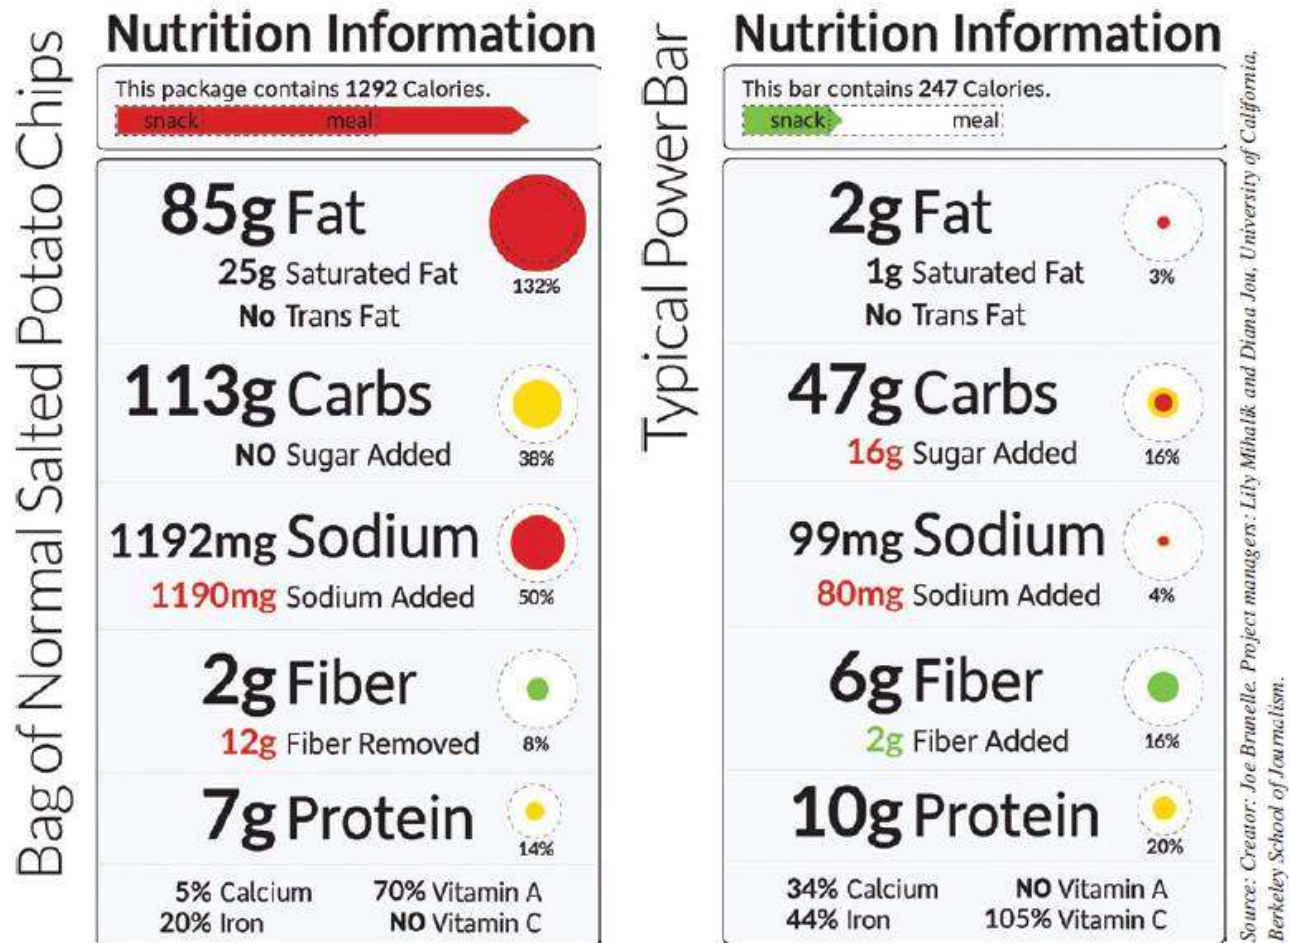 Bag of Normal Salted Potato Chips
Nutrition Information
This package contains 1292 Calories.
snack meal
85g Fat
132%
25g Saturated Fat
No Trans Fat
113g Carbs
NO Sugar Added
38%
1192mg Sodium
1190mg Sodium Added
50%
2g Fiber
12g Fiber Removed
8%
7g Protein
14%
5% Calcium 70% Vitamin A
20% Iron NO Vitamin C
Typical PowerBar
Nutrition Information
This bar contains 247 Calories.
snack meal
2g Fat
1g Saturated Fat
3%
No Trans Fat
47g Carbs
16g Sugar Added
16%
99mg Sodium
80mg Sodium Added
4%
6g Fiber
2g Fiber Added
16%
10g Protein
20%
34% Calcium NO Vitamin A
44% Iron 105% Vitamin C
Source: Creator: Joe Brunelle. Project managers: Lily Mihalik and Diana Jou, University of California,
Berkeley School of Journalism.